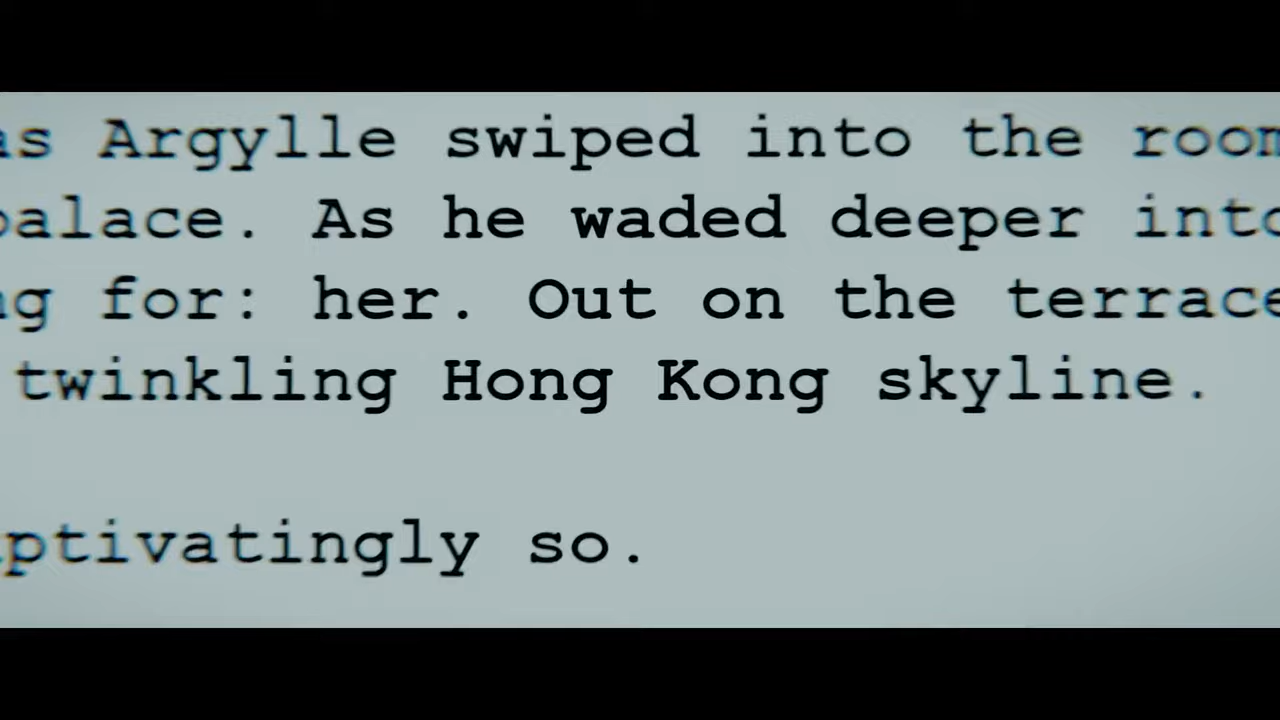 as Argylle swiped into the room
palace. As he waded deeper into
ng for: her. Out on the terrace
twinkling Hong Kong skyline.
ptivatingly so.